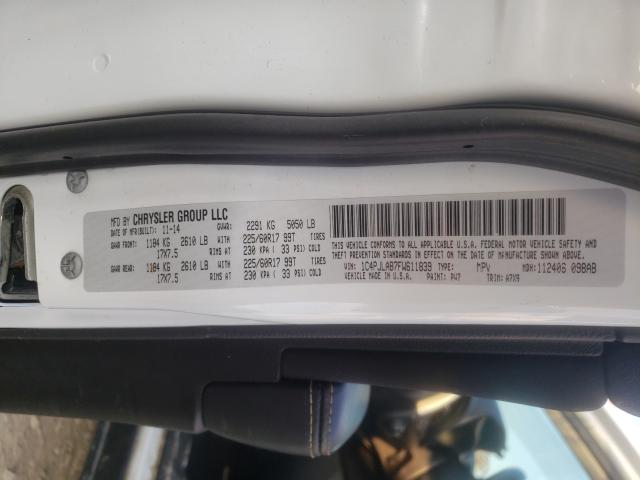 MFD BY CHRYSLER GROUP LLC
DATE OF MFR(BUILT): 11-14 GVWR: 2291 KG 5050 LB
GAWR FRONT: 1184 KG 2610 LB WITH 225/60R17 99T TIRES
17X7.5 RIMS AT 230 KPA ( 33 PSI) COLD
GAWR REAR: 1184 KG 2610 LB WITH 225/60R17 99T TIRES
17X7.5 RIMS AT 230 KPA ( 33 PSI) COLD
THIS VEHICLE CONFORMS TO ALL APPLICABLE U.S.A. FEDERAL MOTOR VEHICLE SAFETY AND
THEFT PREVENTION STANDARDS IN EFFECT ON THE DATE OF MANUFACTURE SHOWN ABOVE.
VIN: 1C4PJLAB7FW611839 TYPE: MPV MDH: 112406 098AB
VEHICLE MADE IN U.S.A. PAINT: PW7 TRIM: A7X9